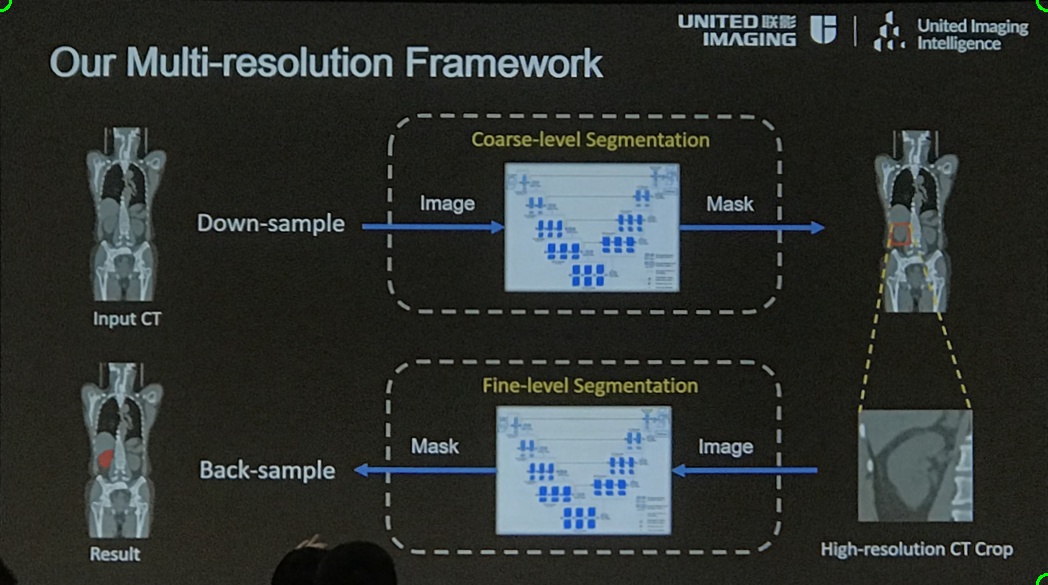 UNITED 联影
IMAGING
United Imaging
Intelligence
Our Multi-resolution Framework
Coarse-level Segmentation
Image
Mask
Down-sample
Input CT
Fine-level Segmentation
Mask
Image
Back-sample
Result
High-resolution CT Crop